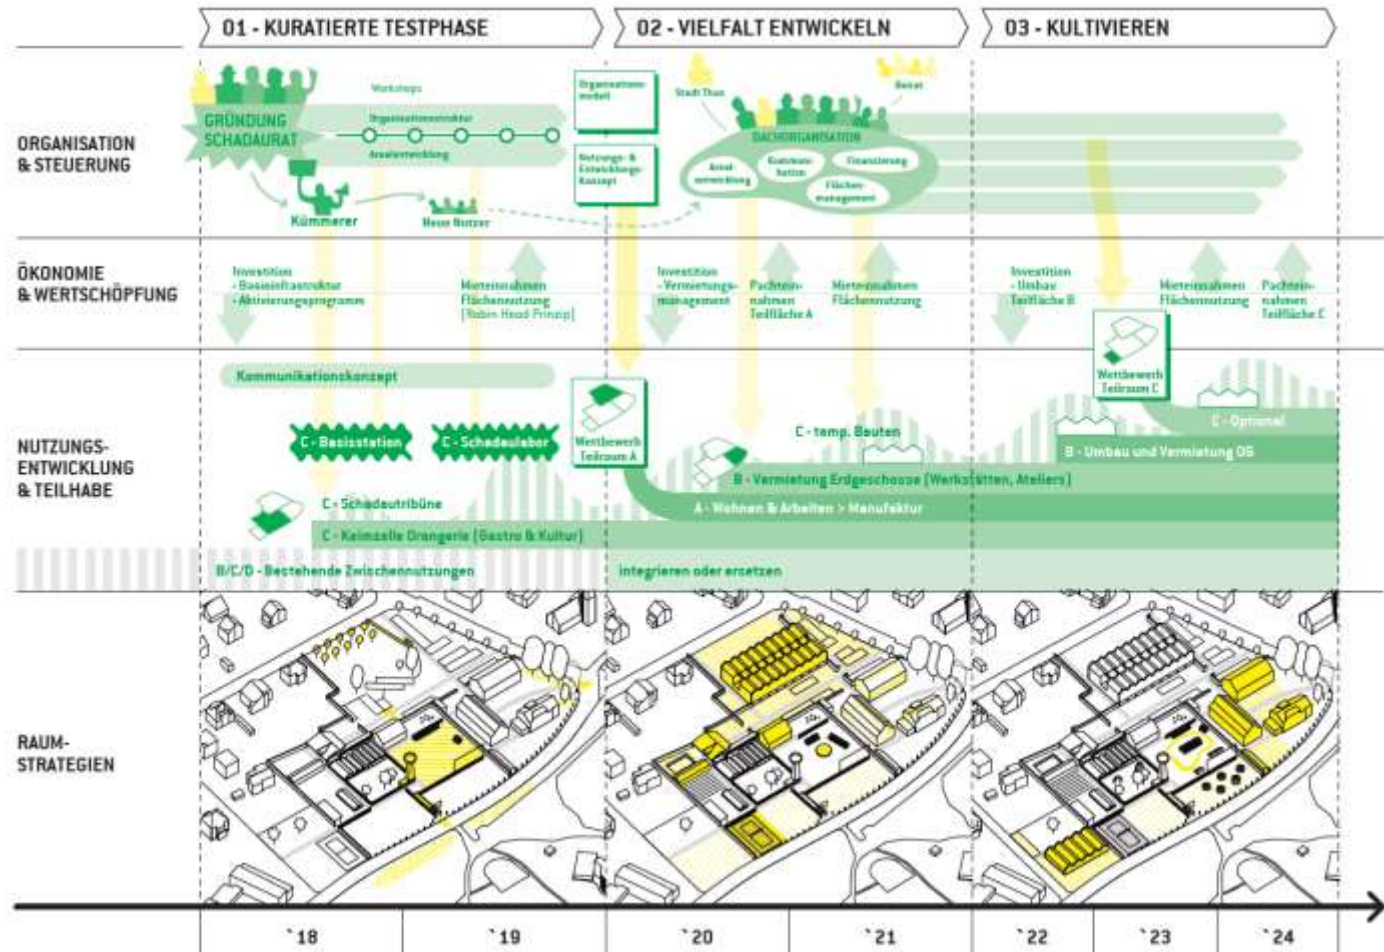 01 - KURATIERTE TESTPHASE
02 - VIELFALT ENTWICKELN
03 - KULTIVIEREN
ORGANISATION
& STEUERUNG
GRÜNDUNG
SCHADAURAT
Workshops
Organisationsstruktur
Arealentwicklung
Kümmerer
Neue Nutzer
Organisations-
modell
Nutzungs- &
Entwicklungs-
Konzept
Stadt Thun
Beirat
DACHORGANISATION
Areal-
entwicklung
Kommuni-
kation
Finanzierung
Flächen-
management
ÖKONOMIE
& WERTSCHÖPFUNG
Investition
- Basisinfrastruktur
- Aktivierungsprogramm
Mieteinnahmen
Flächennutzung
(Robin Hood-Prinzip)
Investition
- Vermietungs-
management
Pachtein-
nahmen
Teilfläche A
Mieteinnahmen
Flächennutzung
Investition
- Umbau
Teilfläche B
Mieteinnahmen
Flächennutzung
Pachtein-
nahmen
Teilfläche C
NUTZUNGS-
ENTWICKLUNG
& TEILHABE
Kommunikationskonzept
C - Basisstation
C - Schadaulabor
Wettbewerb
Teilraum A
Wettbewerb
Teilraum C
C - temp. Bauten
C - Optional
B - Umbau und Vermietung OG
B - Vermietung Erdgeschosse (Werkstätten, Ateliers)
A - Wohnen & Arbeiten > Manufaktur
C - Schadautribüne
C - Keimzelle Orangerie (Gastro & Kultur)
B/C/D - Bestehende Zwischennutzungen
integrieren oder ersetzen
RAUM-
STRATEGIEN
`18
`19
`20
`21
`22
`23
`24